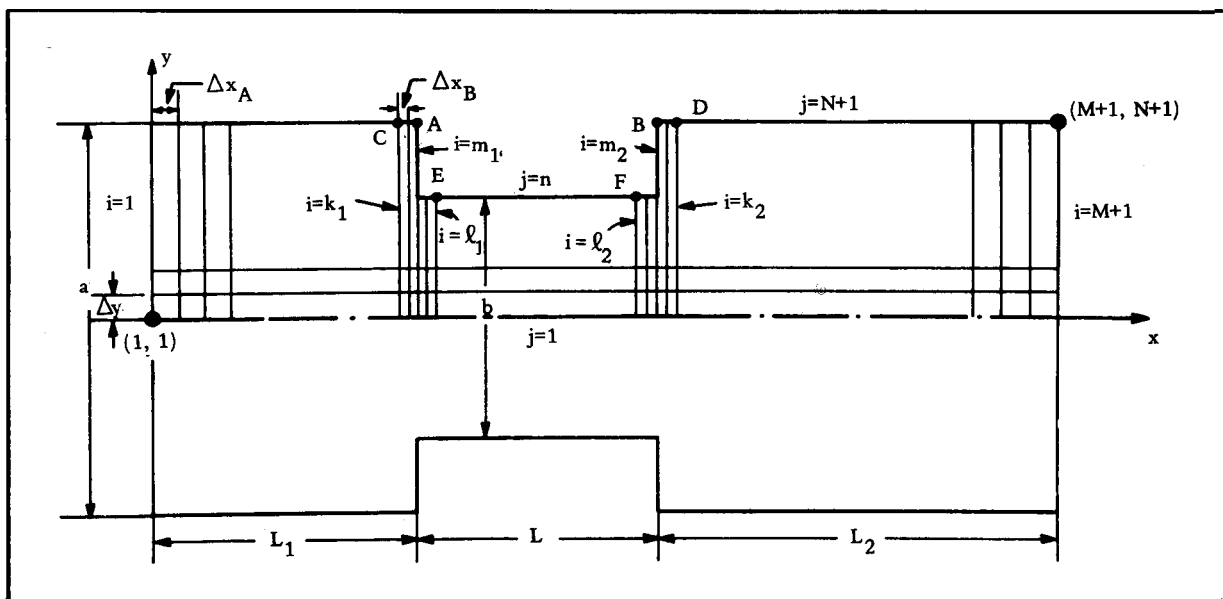 y
Δx_A
Δx_B
j=N+1
(M+1, N+1)
C
A
B
D
i=m_1
i=m_2
E
j=n
F
i=1
i=k_1
i=k_2
i=M+1
i=ℓ_1
i=ℓ_2
a
Δy
b
(1, 1)
j=1
x
L_1
L
L_2